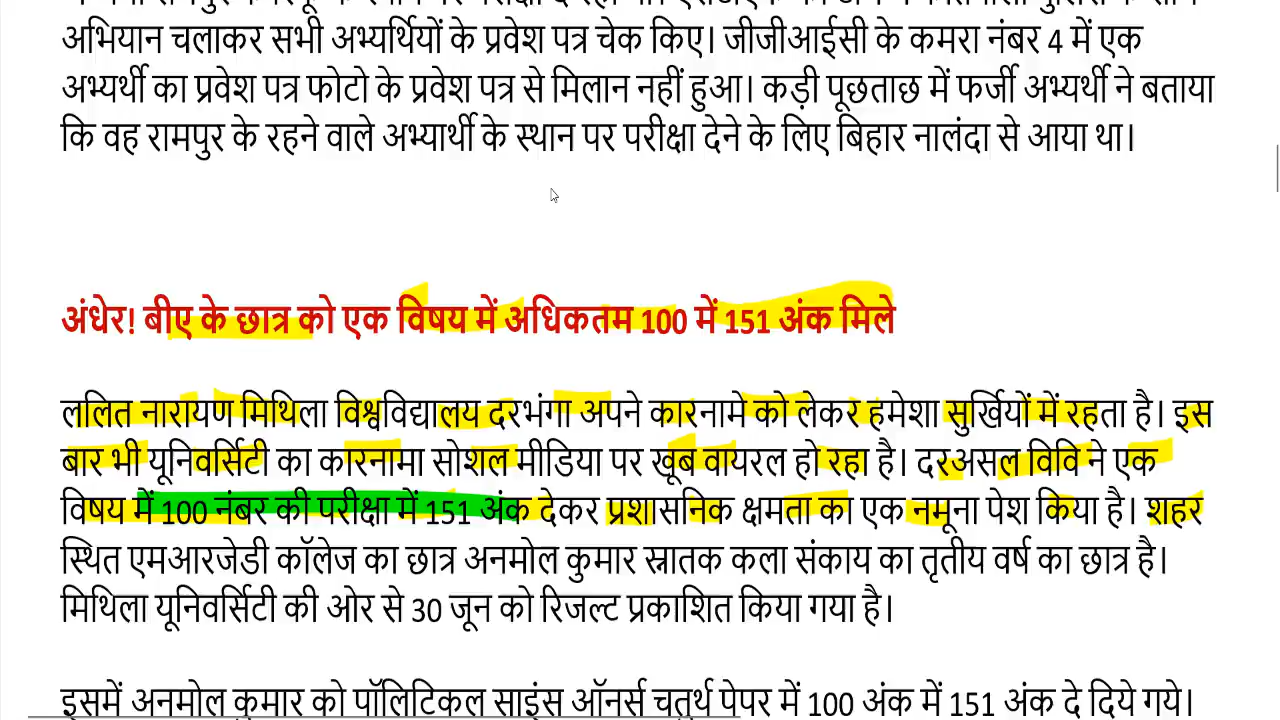 अभियान चलाकर सभी अभ्यर्थियों के प्रवेश पत्र चेक किए। जीजीआईसी के कमरा नंबर 4 में एक
अभ्यर्थी का प्रवेश पत्र फोटो के प्रवेश पत्र से मिलान नहीं हुआ। कड़ी पूछताछ में फर्जी अभ्यर्थी ने बताया
कि वह रामपुर के रहने वाले अभ्यार्थी के स्थान पर परीक्षा देने के लिए बिहार नालंदा से आया था।
अंधेर! बीए के छात्र को एक विषय में अधिकतम 100 में 151 अंक मिले
ललित नारायण मिथिला विश्वविद्यालय दरभंगा अपने कारनामे को लेकर हमेशा सुर्खियों में रहता है। इस
बार भी यूनिवर्सिटी का कारनामा सोशल मीडिया पर खूब वायरल हो रहा है। दरअसल विवि ने एक
विषय में 100 नंबर की परीक्षा में 151 अंक देकर प्रशासनिक क्षमता का एक नमूना पेश किया है। शहर
स्थित एमआरजेडी कॉलेज का छात्र अनमोल कुमार स्नातक कला संकाय का तृतीय वर्ष का छात्र है।
मिथिला यूनिवर्सिटी की ओर से 30 जून को रिजल्ट प्रकाशित किया गया है।
इसमें अनमोल कुमार को पॉलिटिकल साइंस ऑनर्स चतुर्थ पेपर में 100 अंक में 151 अंक दे दिये गये।